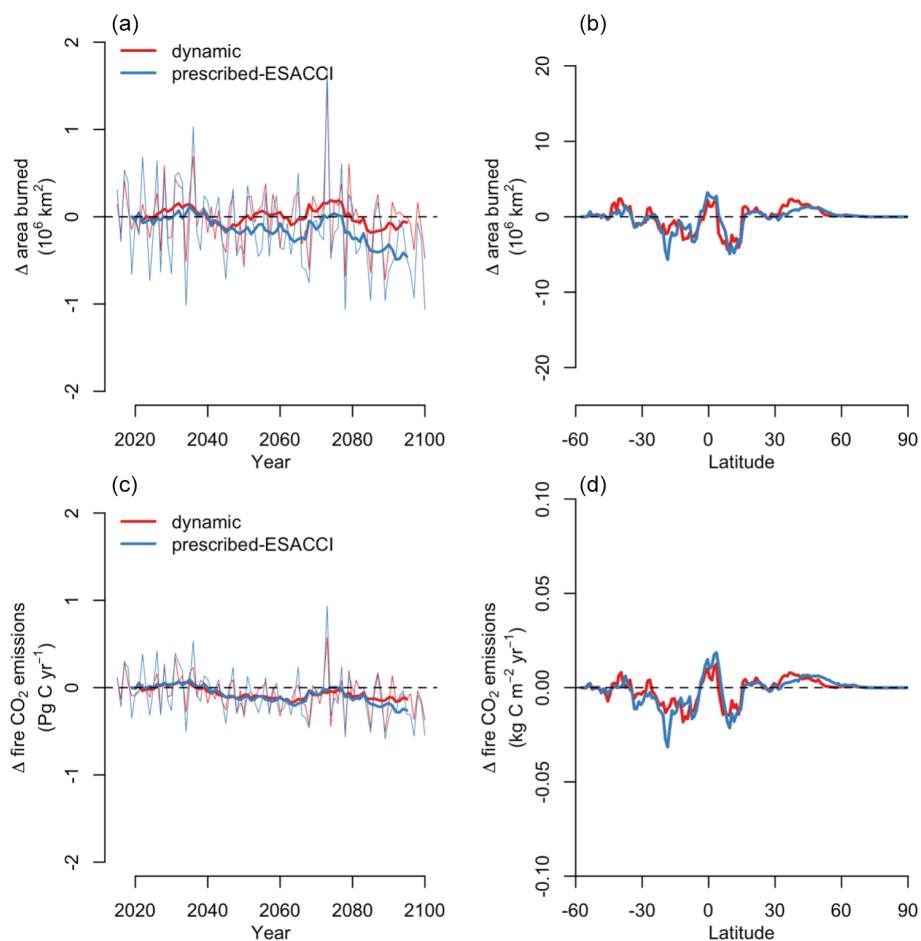 (a)
Δ area burned
(10⁶ km²)
2
1
0
-1
-2
dynamic
prescribed-ESACCI
2020 2040 2060 2080 2100
Year
(b)
Δ area burned
(10⁶ km²)
20
10
0
-10
-20
-60 -30 0 30 60 90
Latitude
(c)
Δ fire CO₂ emissions
(Pg C yr⁻¹)
2
1
0
-1
-2
dynamic
prescribed-ESACCI
2020 2040 2060 2080 2100
Year
(d)
Δ fire CO₂ emissions
(kg C m⁻² yr⁻¹)
0.10
0.05
0.00
-0.05
-0.10
-60 -30 0 30 60 90
Latitude